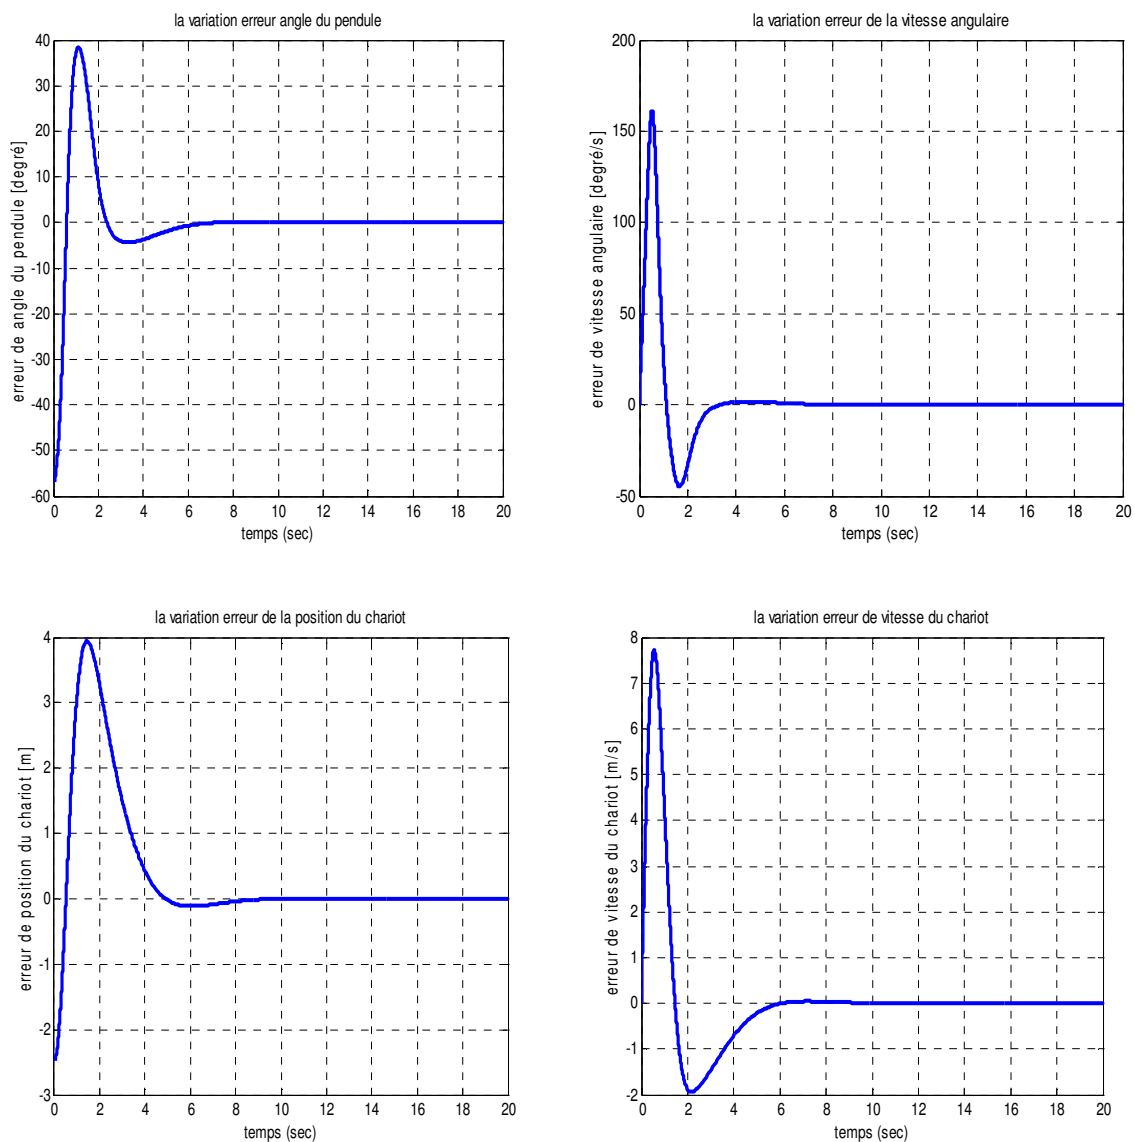 la variation erreur angle du pendule
40
30
20
10
0
-10
-20
-30
-40
-50
-60
erreur de angle du pendule [degré]
0 2 4 6 8 10 12 14 16 18 20
temps (sec)
la variation erreur de la vitesse angulaire
200
150
100
50
0
-50
erreur de vitesse angulaire [degré/s]
0 2 4 6 8 10 12 14 16 18 20
temps (sec)
la variation erreur de la position du chariot
4
3
2
1
0
-1
-2
-3
erreur de position du chariot [m]
0 2 4 6 8 10 12 14 16 18 20
temps (sec)
la variation erreur de vitesse du chariot
8
7
6
5
4
3
2
1
0
-1
-2
erreur de vitesse du chariot [m/s]
0 2 4 6 8 10 12 14 16 18 20
temps (sec)